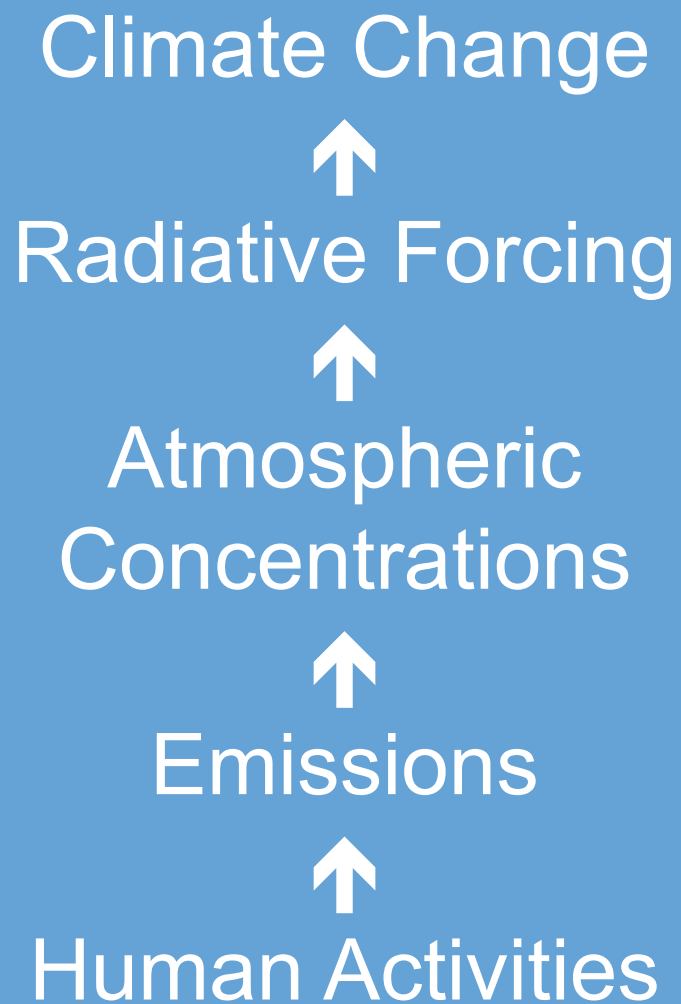 Climate Change
Radiative Forcing
Atmospheric
Concentrations
Emissions
Human Activities